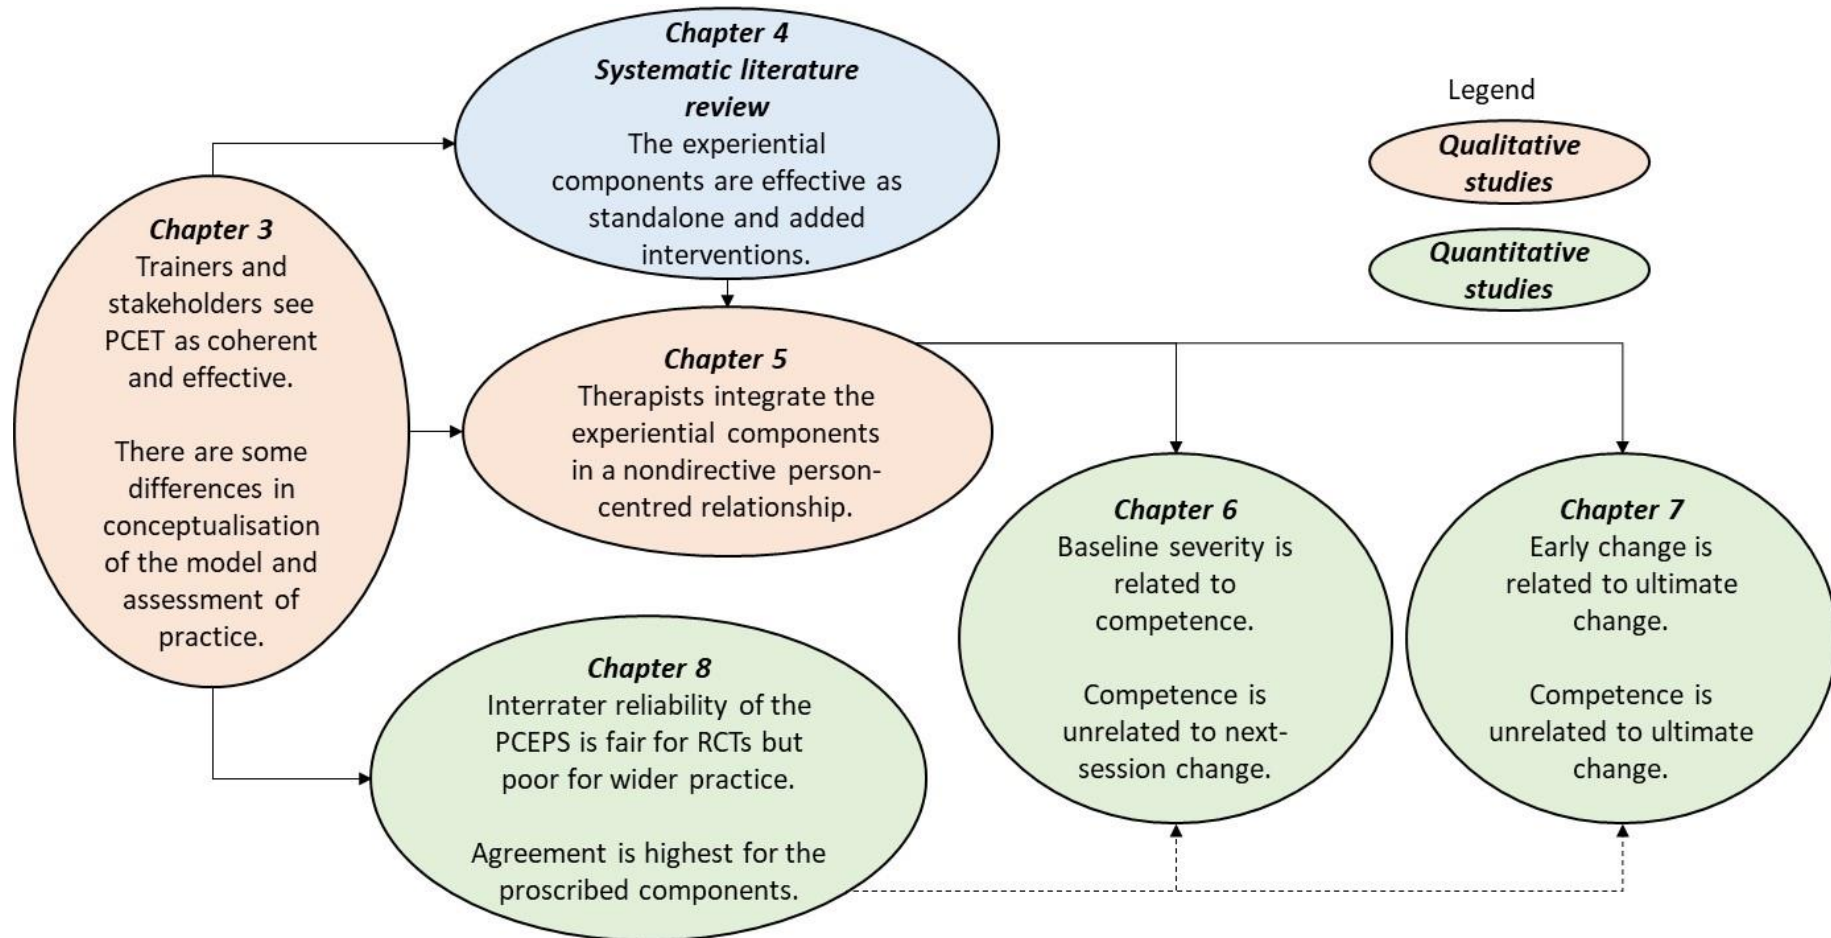 Chapter 4
Systematic literature
review
The experiential
components are effective as
standalone and added
interventions.
Legend
Qualitative
studies
Quantitative
studies
Chapter 3
Trainers and
stakeholders see
PCET as coherent
and effective.
There are some
differences in
conceptualisation
of the model and
assessment of
practice.
Chapter 5
Therapists integrate the
experiential components
in a nondirective person-
centred relationship.
Chapter 6
Baseline severity is
related to
competence.
Competence is
unrelated to next-
session change.
Chapter 7
Early change is
related to ultimate
change.
Competence is
unrelated to ultimate
change.
Chapter 8
Interrater reliability of the
PCEPS is fair for RCTs but
poor for wider practice.
Agreement is highest for the
proscribed components.